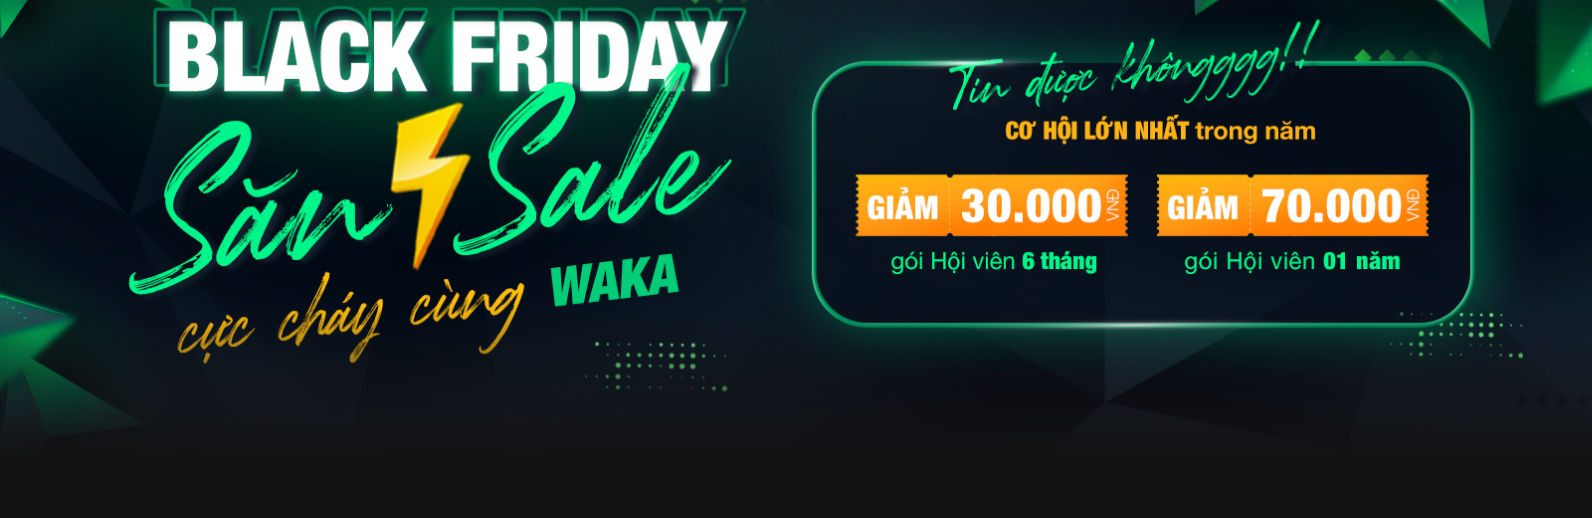 BLACK FRIDAY
Săn Sale
cực cháy cùng WAKA
Tin được khôngggg!!
CƠ HỘI LỚN NHẤT trong năm
GIẢM 30.000 VNĐ
gói Hội viên 6 tháng
GIẢM 70.000 VNĐ
gói Hội viên 01 năm